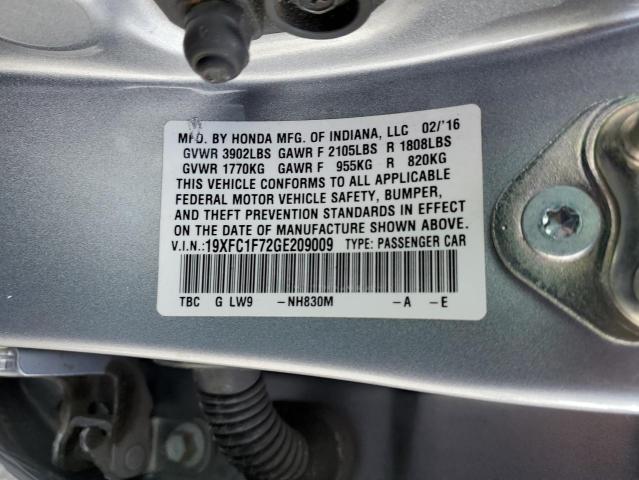 MFD. BY HONDA MFG. OF INDIANA, LLC 02/'16
GVWR 3902LBS GAWR F 2105LBS R 1808LBS
GVWR 1770KG GAWR F 955KG R 820KG
THIS VEHICLE CONFORMS TO ALL APPLICABLE
FEDERAL MOTOR VEHICLE SAFETY, BUMPER,
AND THEFT PREVENTION STANDARDS IN EFFECT
ON THE DATE OF MANUFACTURE SHOWN ABOVE.
V.I.N.:19XFC1F72GE209009 TYPE: PASSENGER CAR
TBC G LW9 -NH830M -A -E